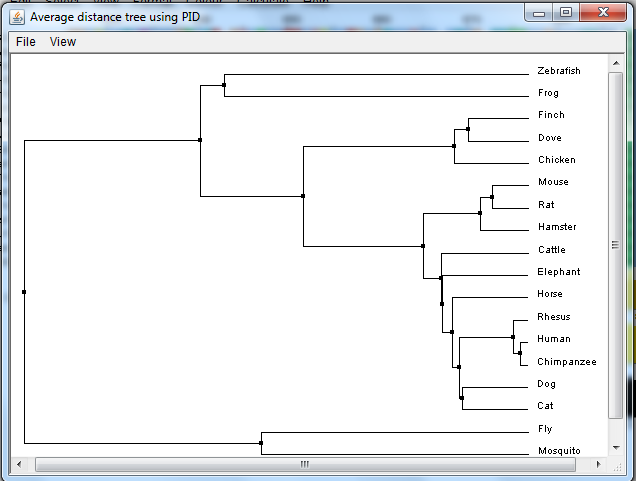 Average distance tree using PID
File View
Zebrafish
Frog
Finch
Dove
Chicken
Mouse
Rat
Hamster
Cattle
Elephant
Horse
Rhesus
Human
Chimpanzee
Dog
Cat
Fly
Mosquito